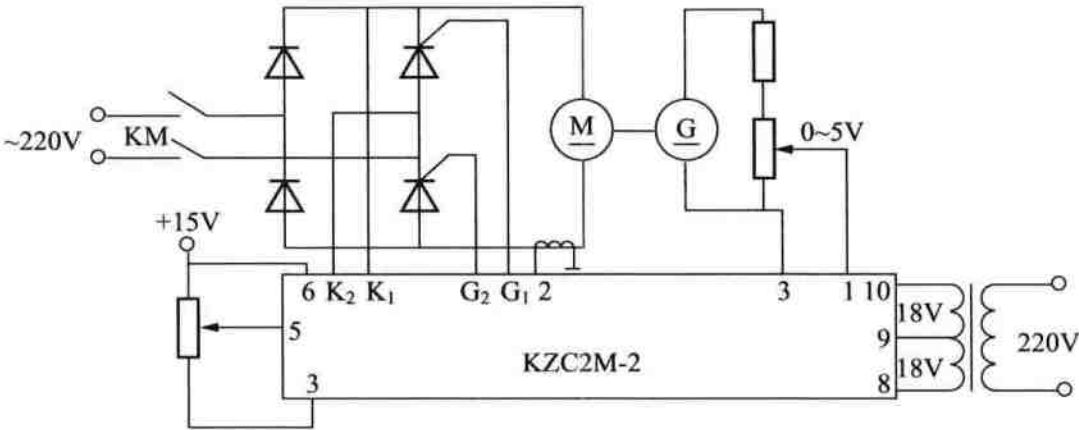 ~220V
KM
M
G
0~5V
+15V
6 K₂ K₁ G₂ G₁ 2 3 1 10
18V
5
9
220V
KZC2M-2
18V
3
8